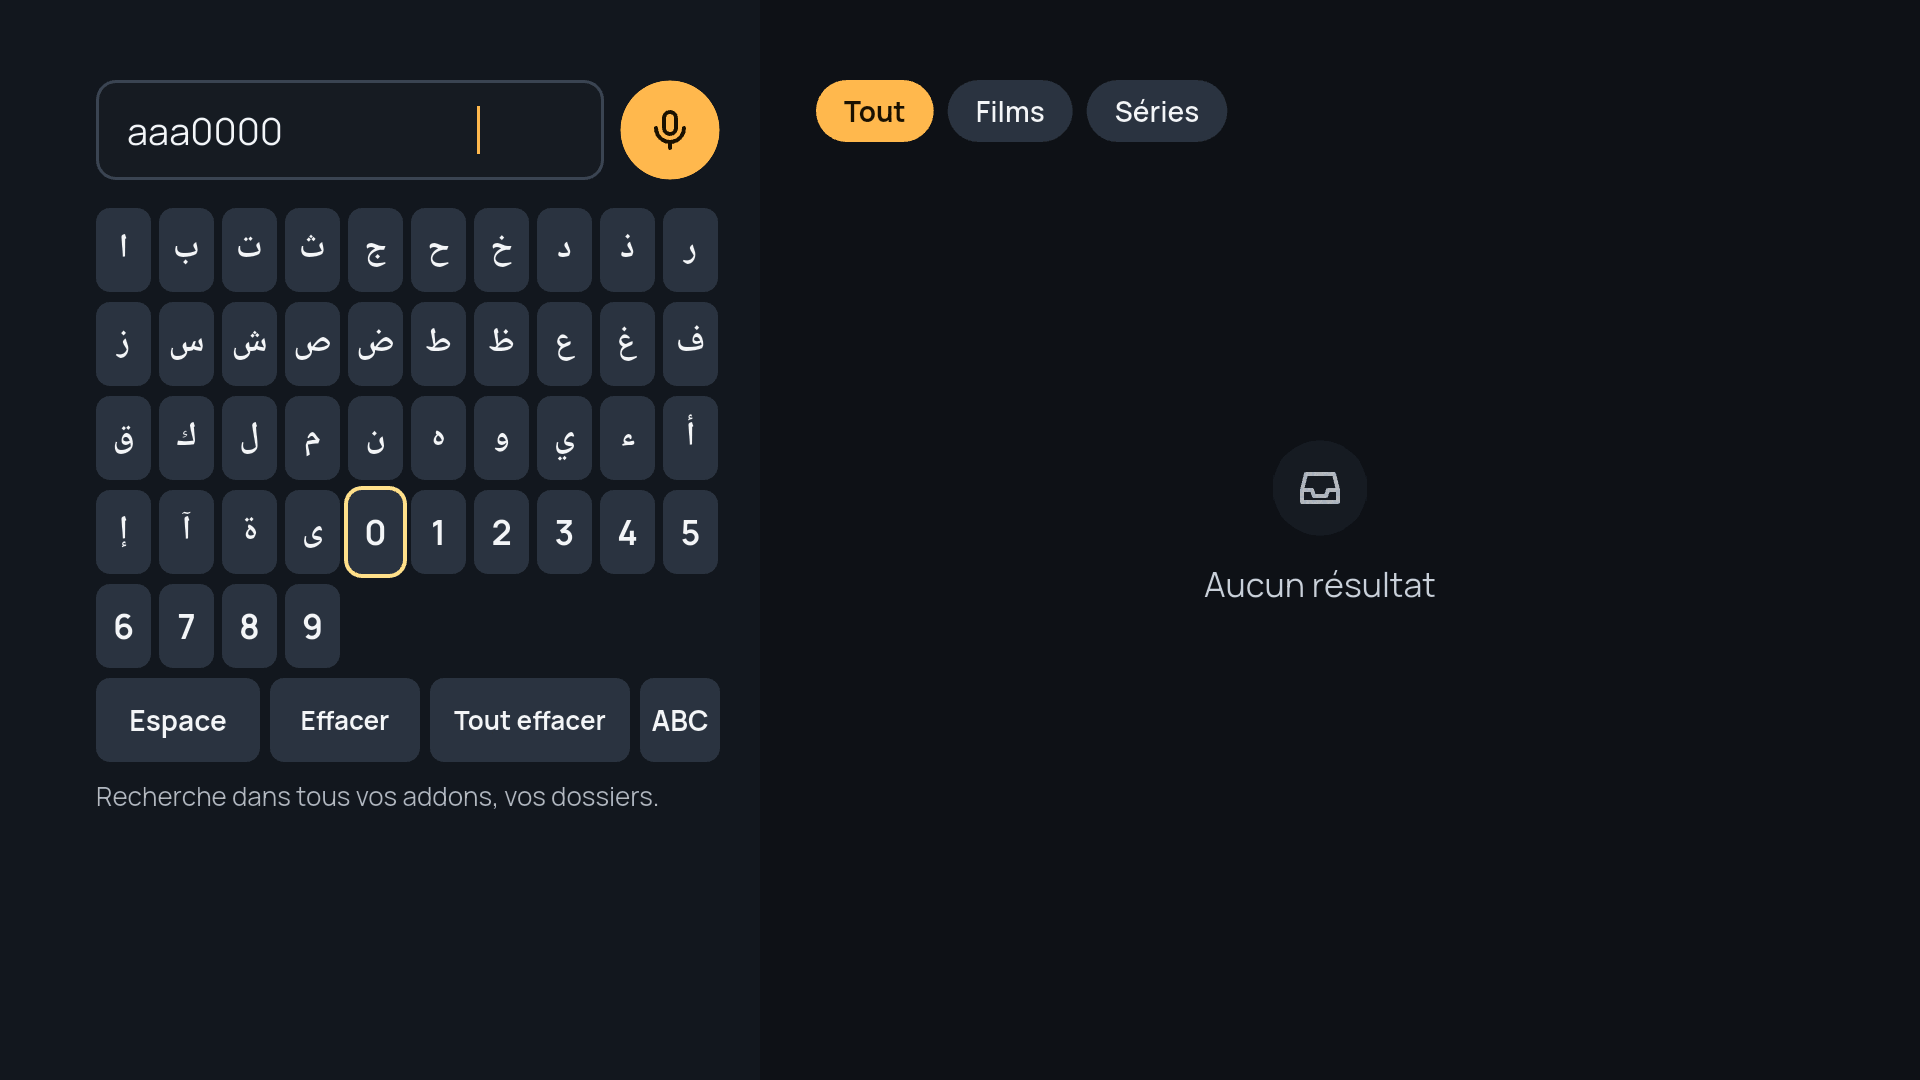 aaa0000
Tout Films Séries
ا ب ت ث ج ح خ د ذ ر
ز س ش ص ض ط ظ ع غ ف
ق ك ل م ن ه و ي ء أ
إ آ ة ى 0 1 2 3 4 5
6 7 8 9
Espace Effacer Tout effacer ABC
Recherche dans tous vos addons, vos dossiers.
Aucun résultat